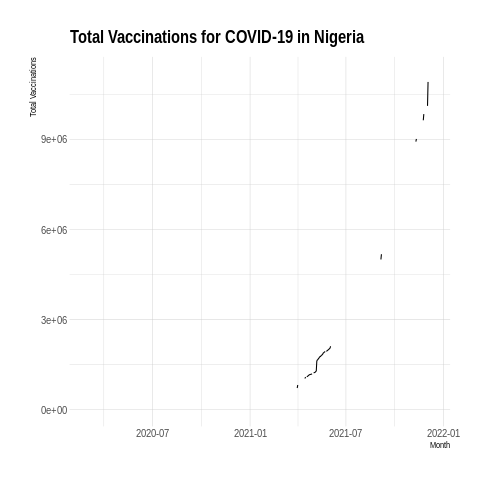 Total Vaccinations for COVID-19 in Nigeria
Total Vaccinations
9e+06
6e+06
3e+06
0e+00
2020-07 2021-01 2021-07 2022-01
Month